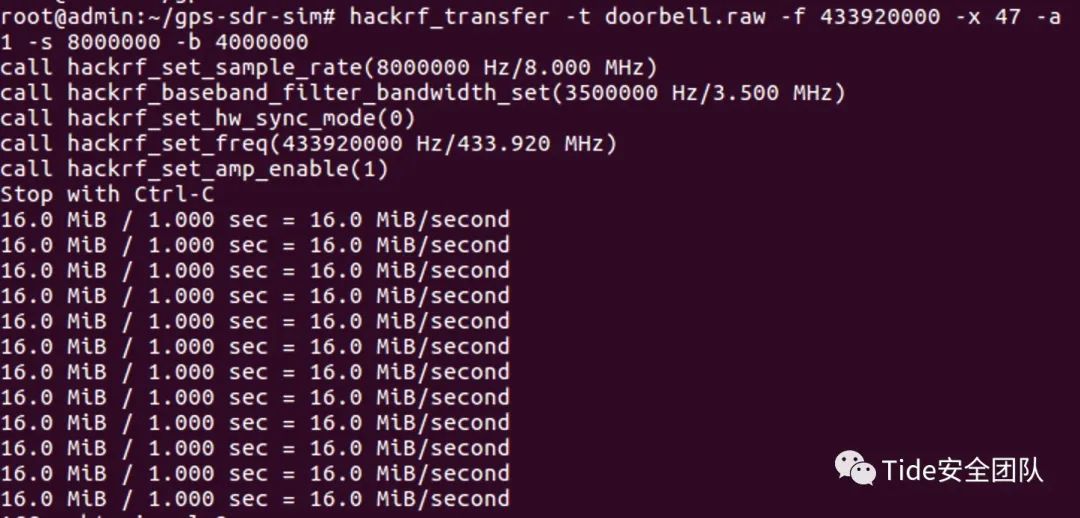 root@admin:~/gps-sdr-sim# hackrf_transfer -t doorbell.raw -f 433920000 -x 47 -a
1 -s 8000000 -b 4000000
call hackrf_set_sample_rate(8000000 Hz/8.000 MHz)
call hackrf_baseband_filter_bandwidth_set(3500000 Hz/3.500 MHz)
call hackrf_set_hw_sync_mode(0)
call hackrf_set_freq(433920000 Hz/433.920 MHz)
call hackrf_set_amp_enable(1)
Stop with Ctrl-C
16.0 MiB / 1.000 sec = 16.0 MiB/second
16.0 MiB / 1.000 sec = 16.0 MiB/second
16.0 MiB / 1.000 sec = 16.0 MiB/second
16.0 MiB / 1.000 sec = 16.0 MiB/second
16.0 MiB / 1.000 sec = 16.0 MiB/second
16.0 MiB / 1.000 sec = 16.0 MiB/second
16.0 MiB / 1.000 sec = 16.0 MiB/second
16.0 MiB / 1.000 sec = 16.0 MiB/second
16.0 MiB / 1.000 sec = 16.0 MiB/second
16.0 MiB / 1.000 sec = 16.0 MiB/second
16.0 MiB / 1.000 sec = 16.0 MiB/second
16.0 MiB / 1.000 sec = 16.0 MiB/second
Tide安全团队